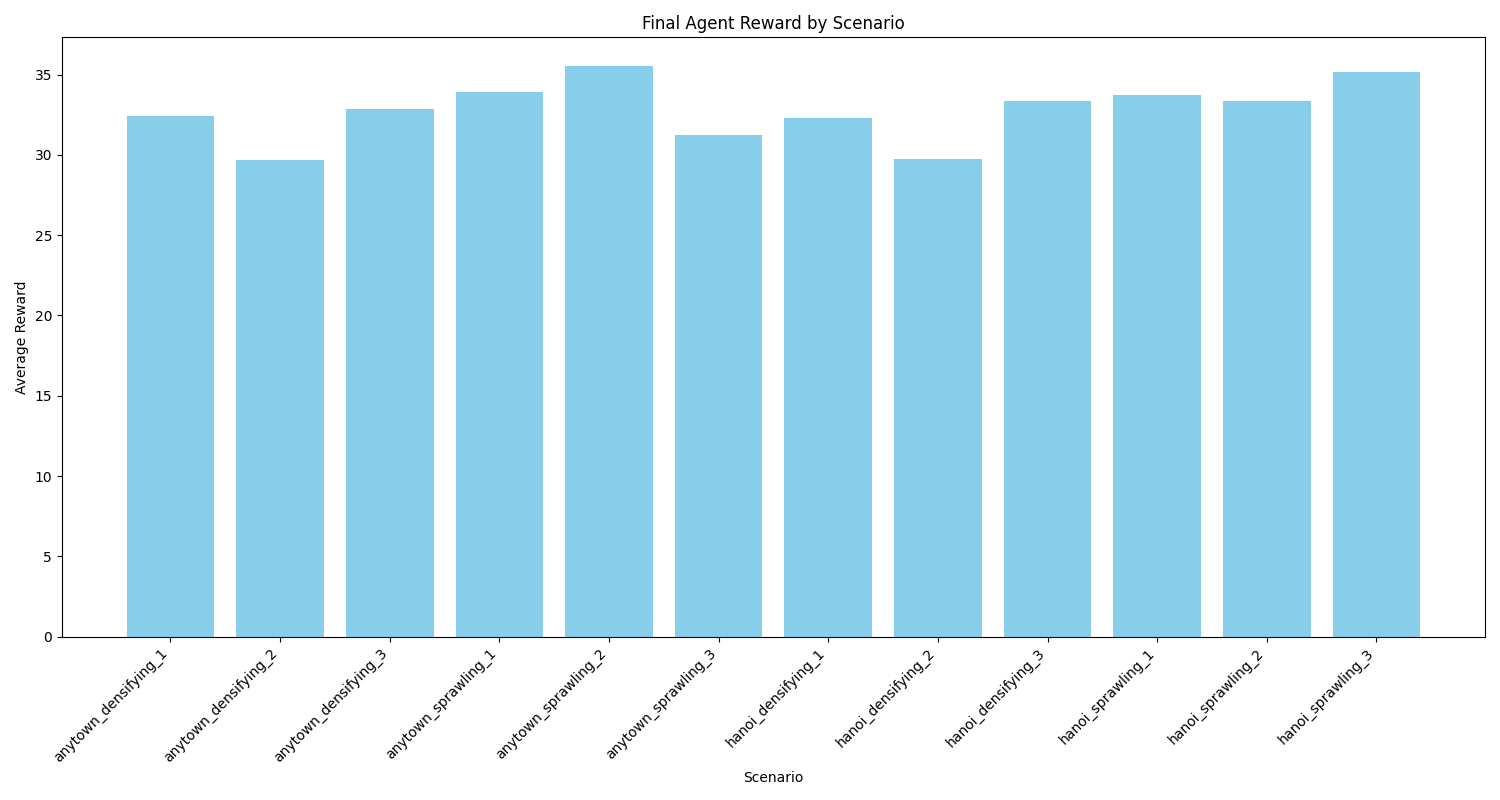 Final Agent Reward by Scenario
Average Reward
35
30
25
20
15
10
5
0
anytown_densifying_1
anytown_densifying_2
anytown_densifying_3
anytown_sprawling_1
anytown_sprawling_2
anytown_sprawling_3
hanoi_densifying_1
hanoi_densifying_2
hanoi_densifying_3
hanoi_sprawling_1
hanoi_sprawling_2
hanoi_sprawling_3
Scenario